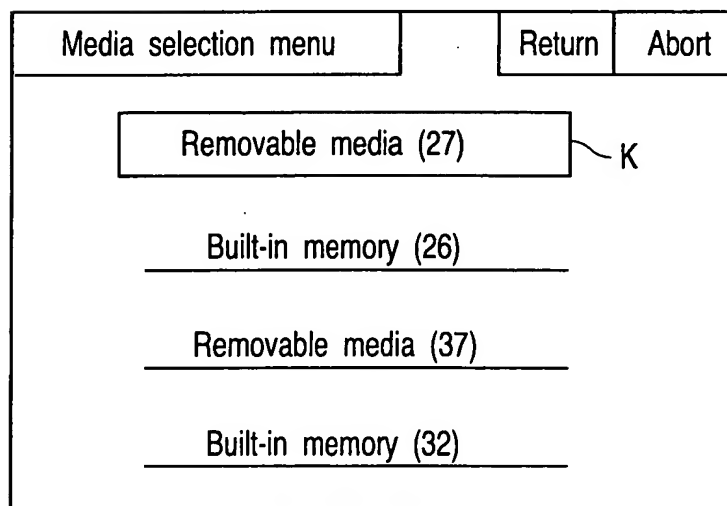 Media selection menu Return Abort
Removable media (27) K
Built-in memory (26)
Removable media (37)
Built-in memory (32)